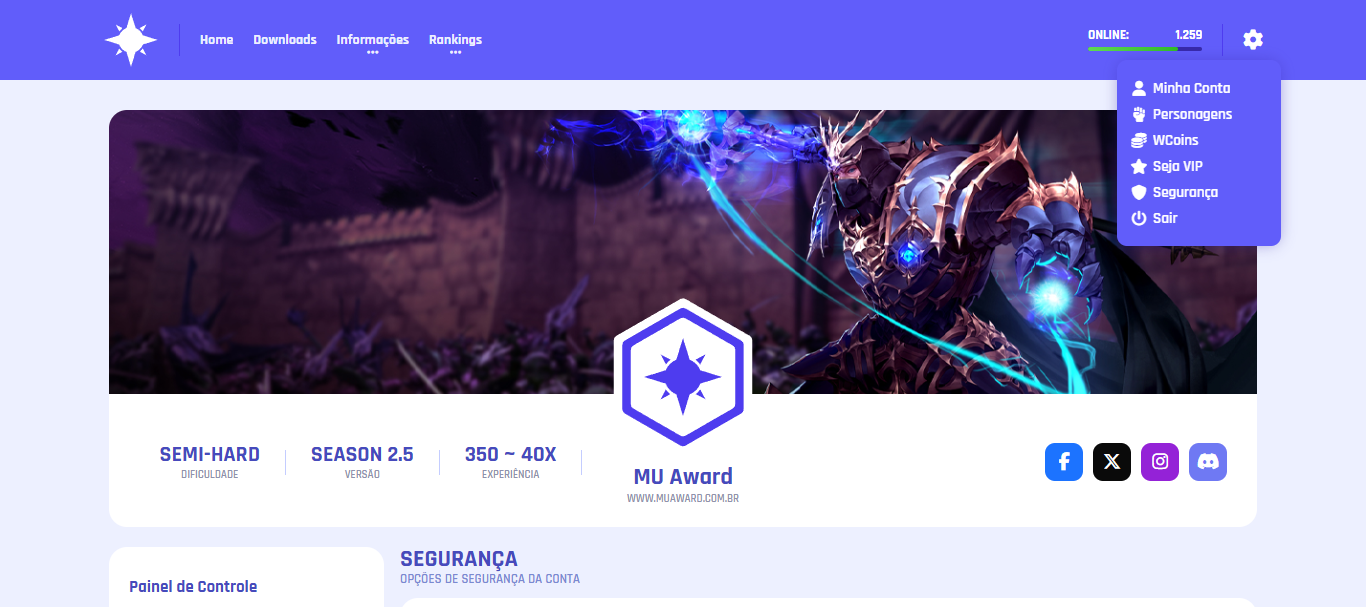 Home Downloads Informações Rankings
ONLINE: 1.259
Minha Conta
Personagens
WCoins
Seja VIP
Segurança
Sair
SEMI-HARD
DIFICULDADE
SEASON 2.5
VERSÃO
350 ~ 40X
EXPERIÊNCIA
MU Award
WWW.MUAWARD.COM.BR
Painel de Controle
SEGURANÇA
OPÇÕES DE SEGURANÇA DA CONTA